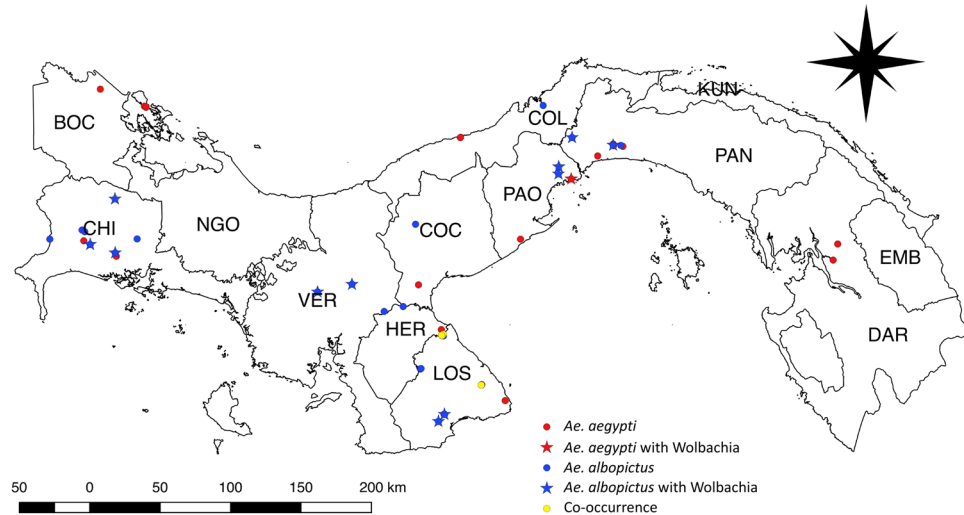 KUN
COL
BOC
PAN
PAO
NGO
CHI
COC
EMB
VER
HER
DAR
LOS
Ae. aegypti
Ae. aegypti with Wolbachia
Ae. albopictus
Ae. albopictus with Wolbachia
Co-occurrence
50 0 50 100 150 200 km